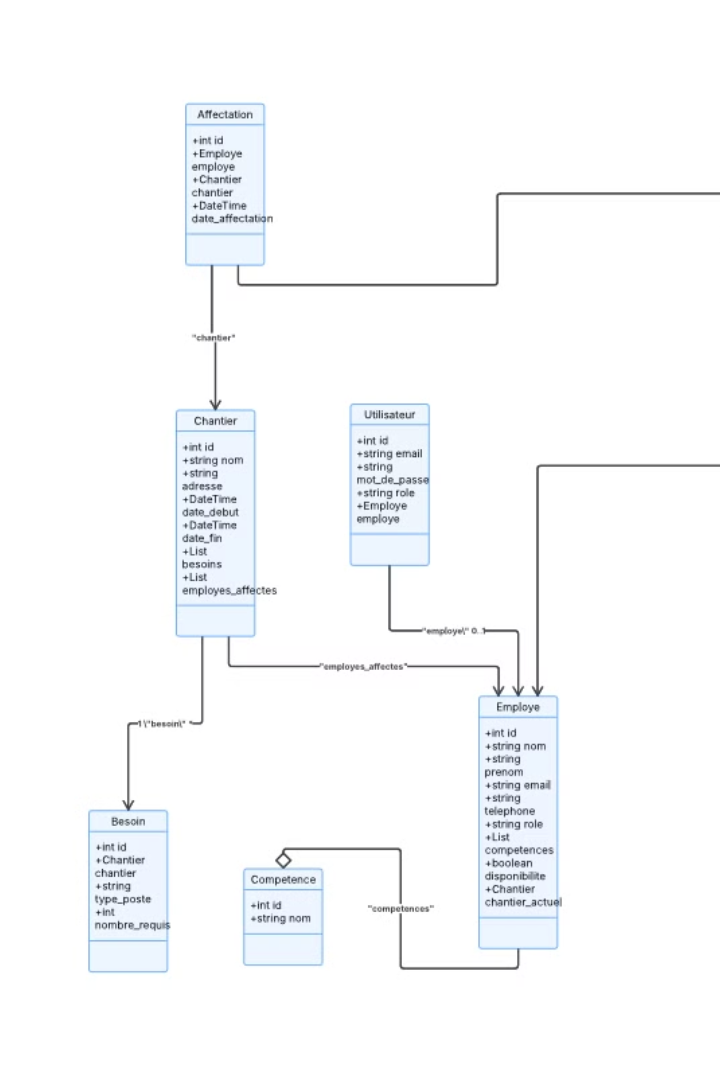 Affectation
+int id
+Employe
employe
+Chantier
chantier
+DateTime
date_affectation
"chantier"
Chantier
+int id
+string nom
+string
adresse
+DateTime
date_debut
+DateTime
date_fin
+List
besoins
+List
employes_affectes
Utilisateur
+int id
+string email
+string
mot_de_passe
+string role
+Employe
employe
"employe\" 0..1
"employes_affectes"
1 \"besoin\" *
Employe
+int id
+string nom
+string
prenom
+string email
+string
telephone
+string role
+List
competences
+boolean
disponibilite
+Chantier
chantier_actuel
Besoin
+int id
+Chantier
chantier
+string
type_poste
+int
nombre_requis
Competence
+int id
+string nom
"competences"